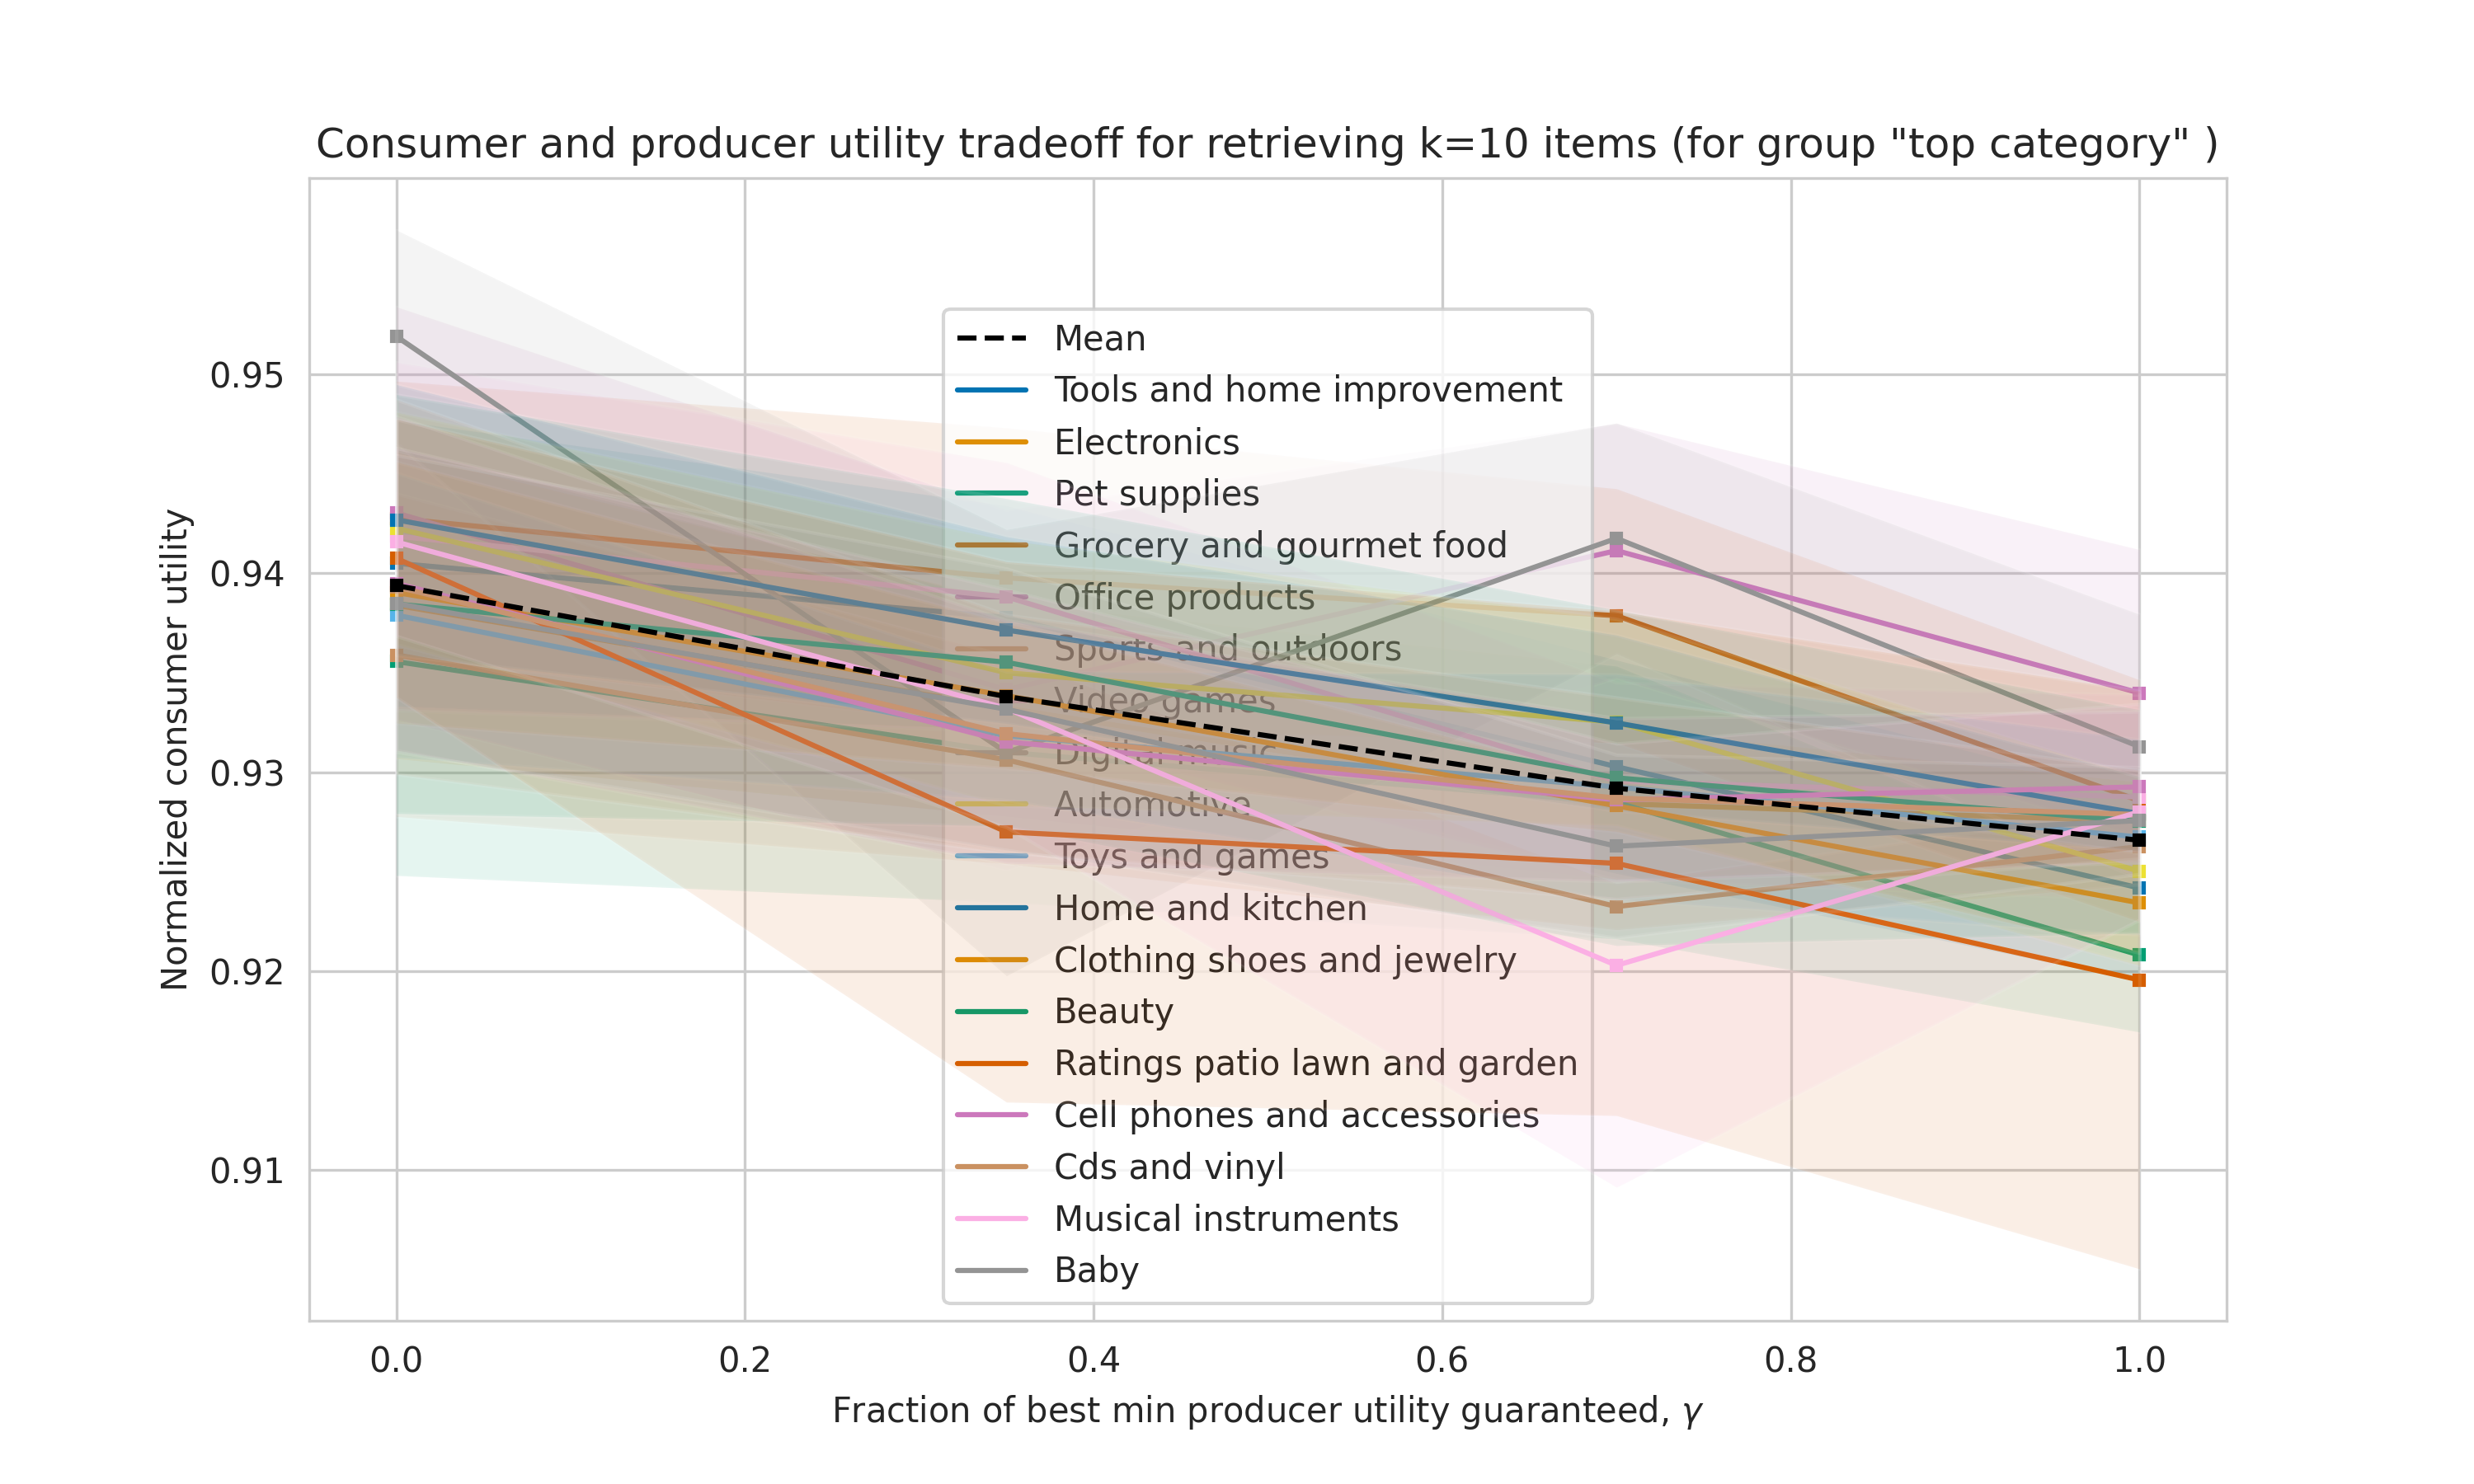 Consumer and producer utility tradeoff for retrieving k=10 items (for group "top category" )
Normalized consumer utility
0.95
0.94
0.93
0.92
0.91
Mean
Tools and home improvement
Electronics
Pet supplies
Grocery and gourmet food
Office products
Sports and outdoors
Video games
Digital music
Automotive
Toys and games
Home and kitchen
Clothing shoes and jewelry
Beauty
Ratings patio lawn and garden
Cell phones and accessories
Cds and vinyl
Musical instruments
Baby
0.0 0.2 0.4 0.6 0.8 1.0
Fraction of best min producer utility guaranteed, γ